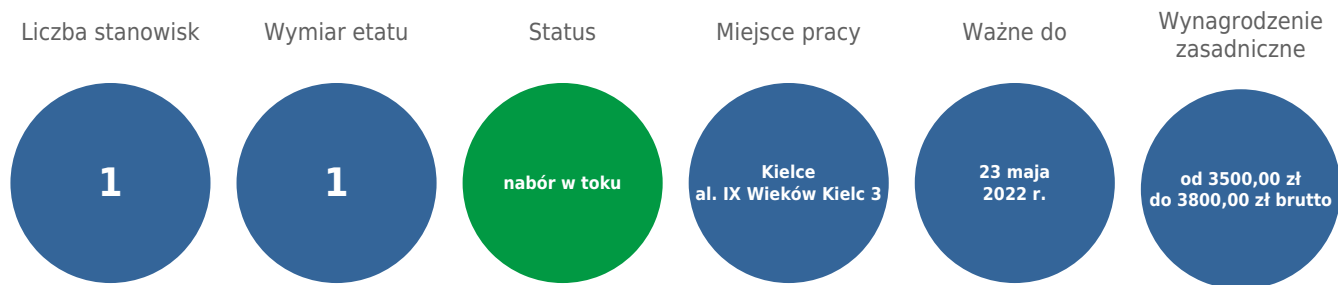 Liczba stanowisk
1
Wymiar etatu
1
Status
nabór w toku
Miejsce pracy
Kielce
al. IX Wieków Kielc 3
Ważne do
23 maja
2022 r.
Wynagrodzenie
zasadnicze
od 3500,00 zł
do 3800,00 zł brutto